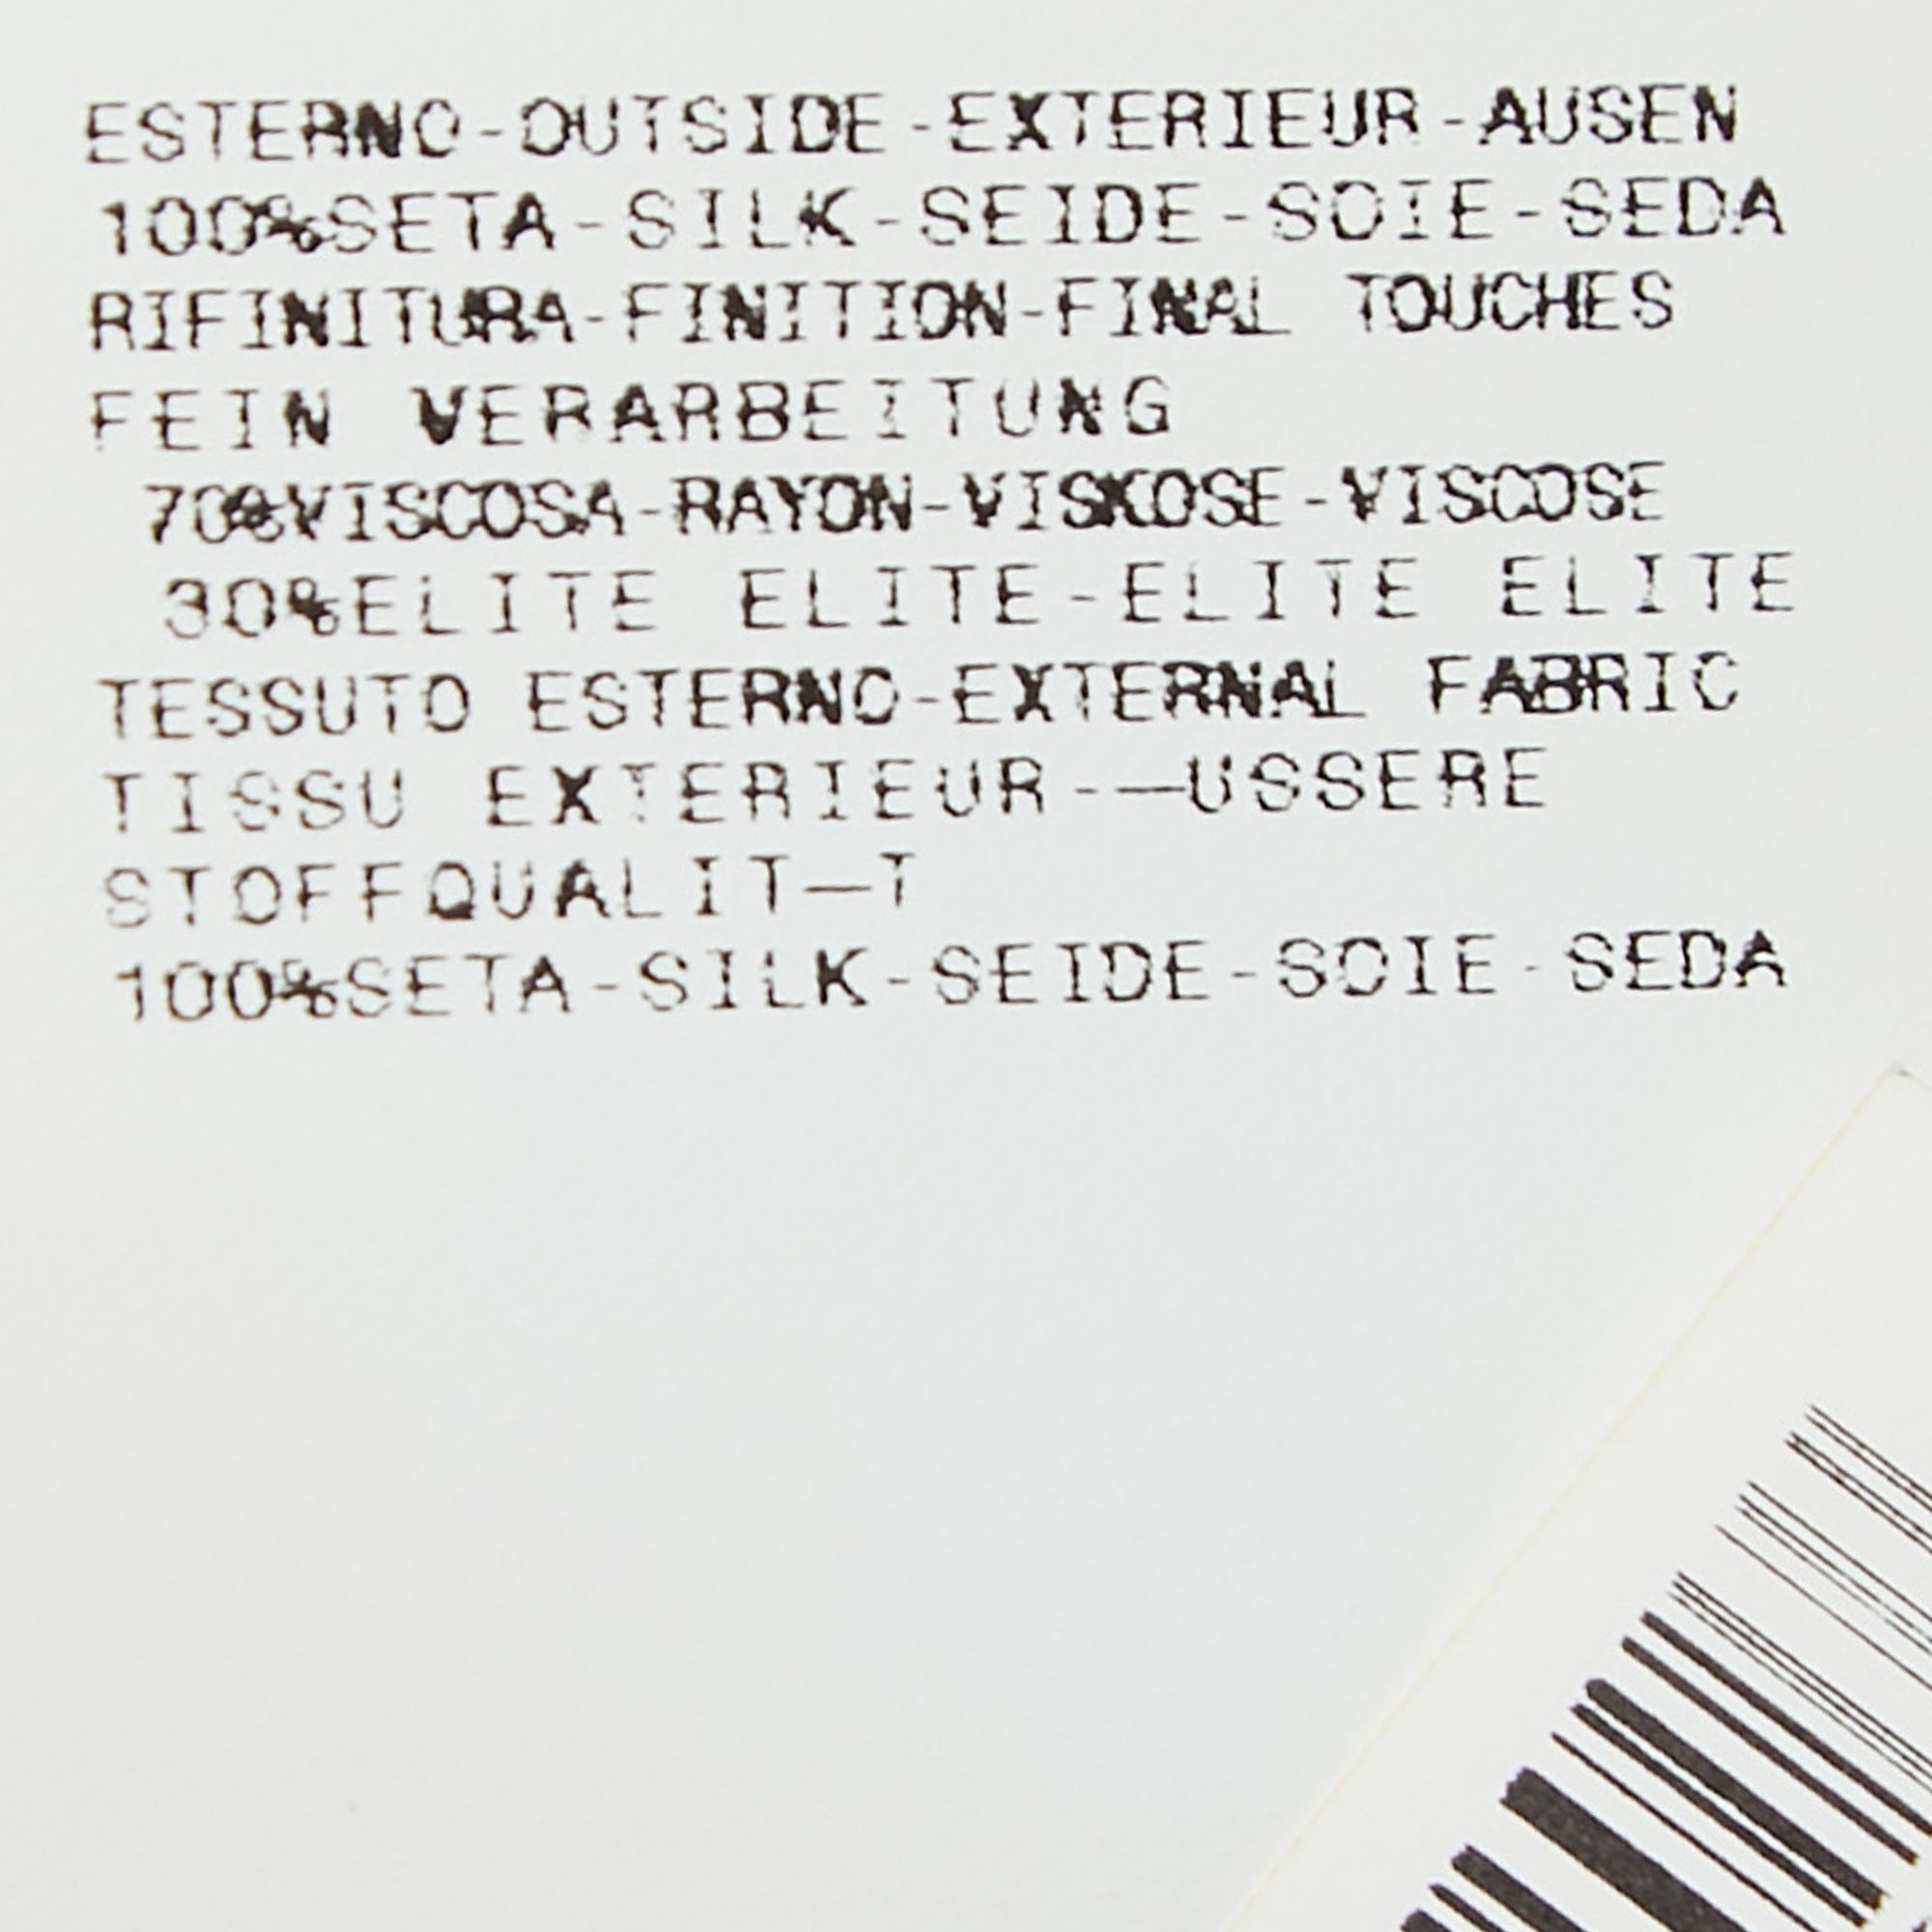 ESTERNO-OUTSIDE-EXTERIEUR-AUSEN
100%SETA-SILK-SEIDE-SOIE-SEDA
RIFINITURA-FINITION-FINAL TOUCHES
FEIN VERARBEITUNG
70%VISCOSA-RAYON-VISKOSE-VISCOSE
30%ELITE ELITE-ELITE ELITE
TESSUTO ESTERNO-EXTERNAL FABRIC
TISSU EXTERIEUR-—USSERE
STOFFQUALIT—T
100%SETA-SILK-SEIDE-SOIE-SEDA